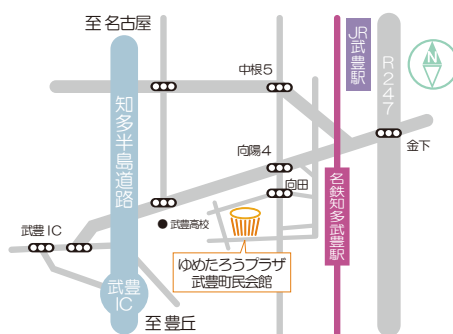 至名古屋
JR武豊駅
R247
N
中根5
知多半島道路
金下
向陽4
向田
名鉄知多武豊駅
武豊高校
武豊IC
ゆめたろうプラザ
武豊町民会館
武豊
IC
至豊丘